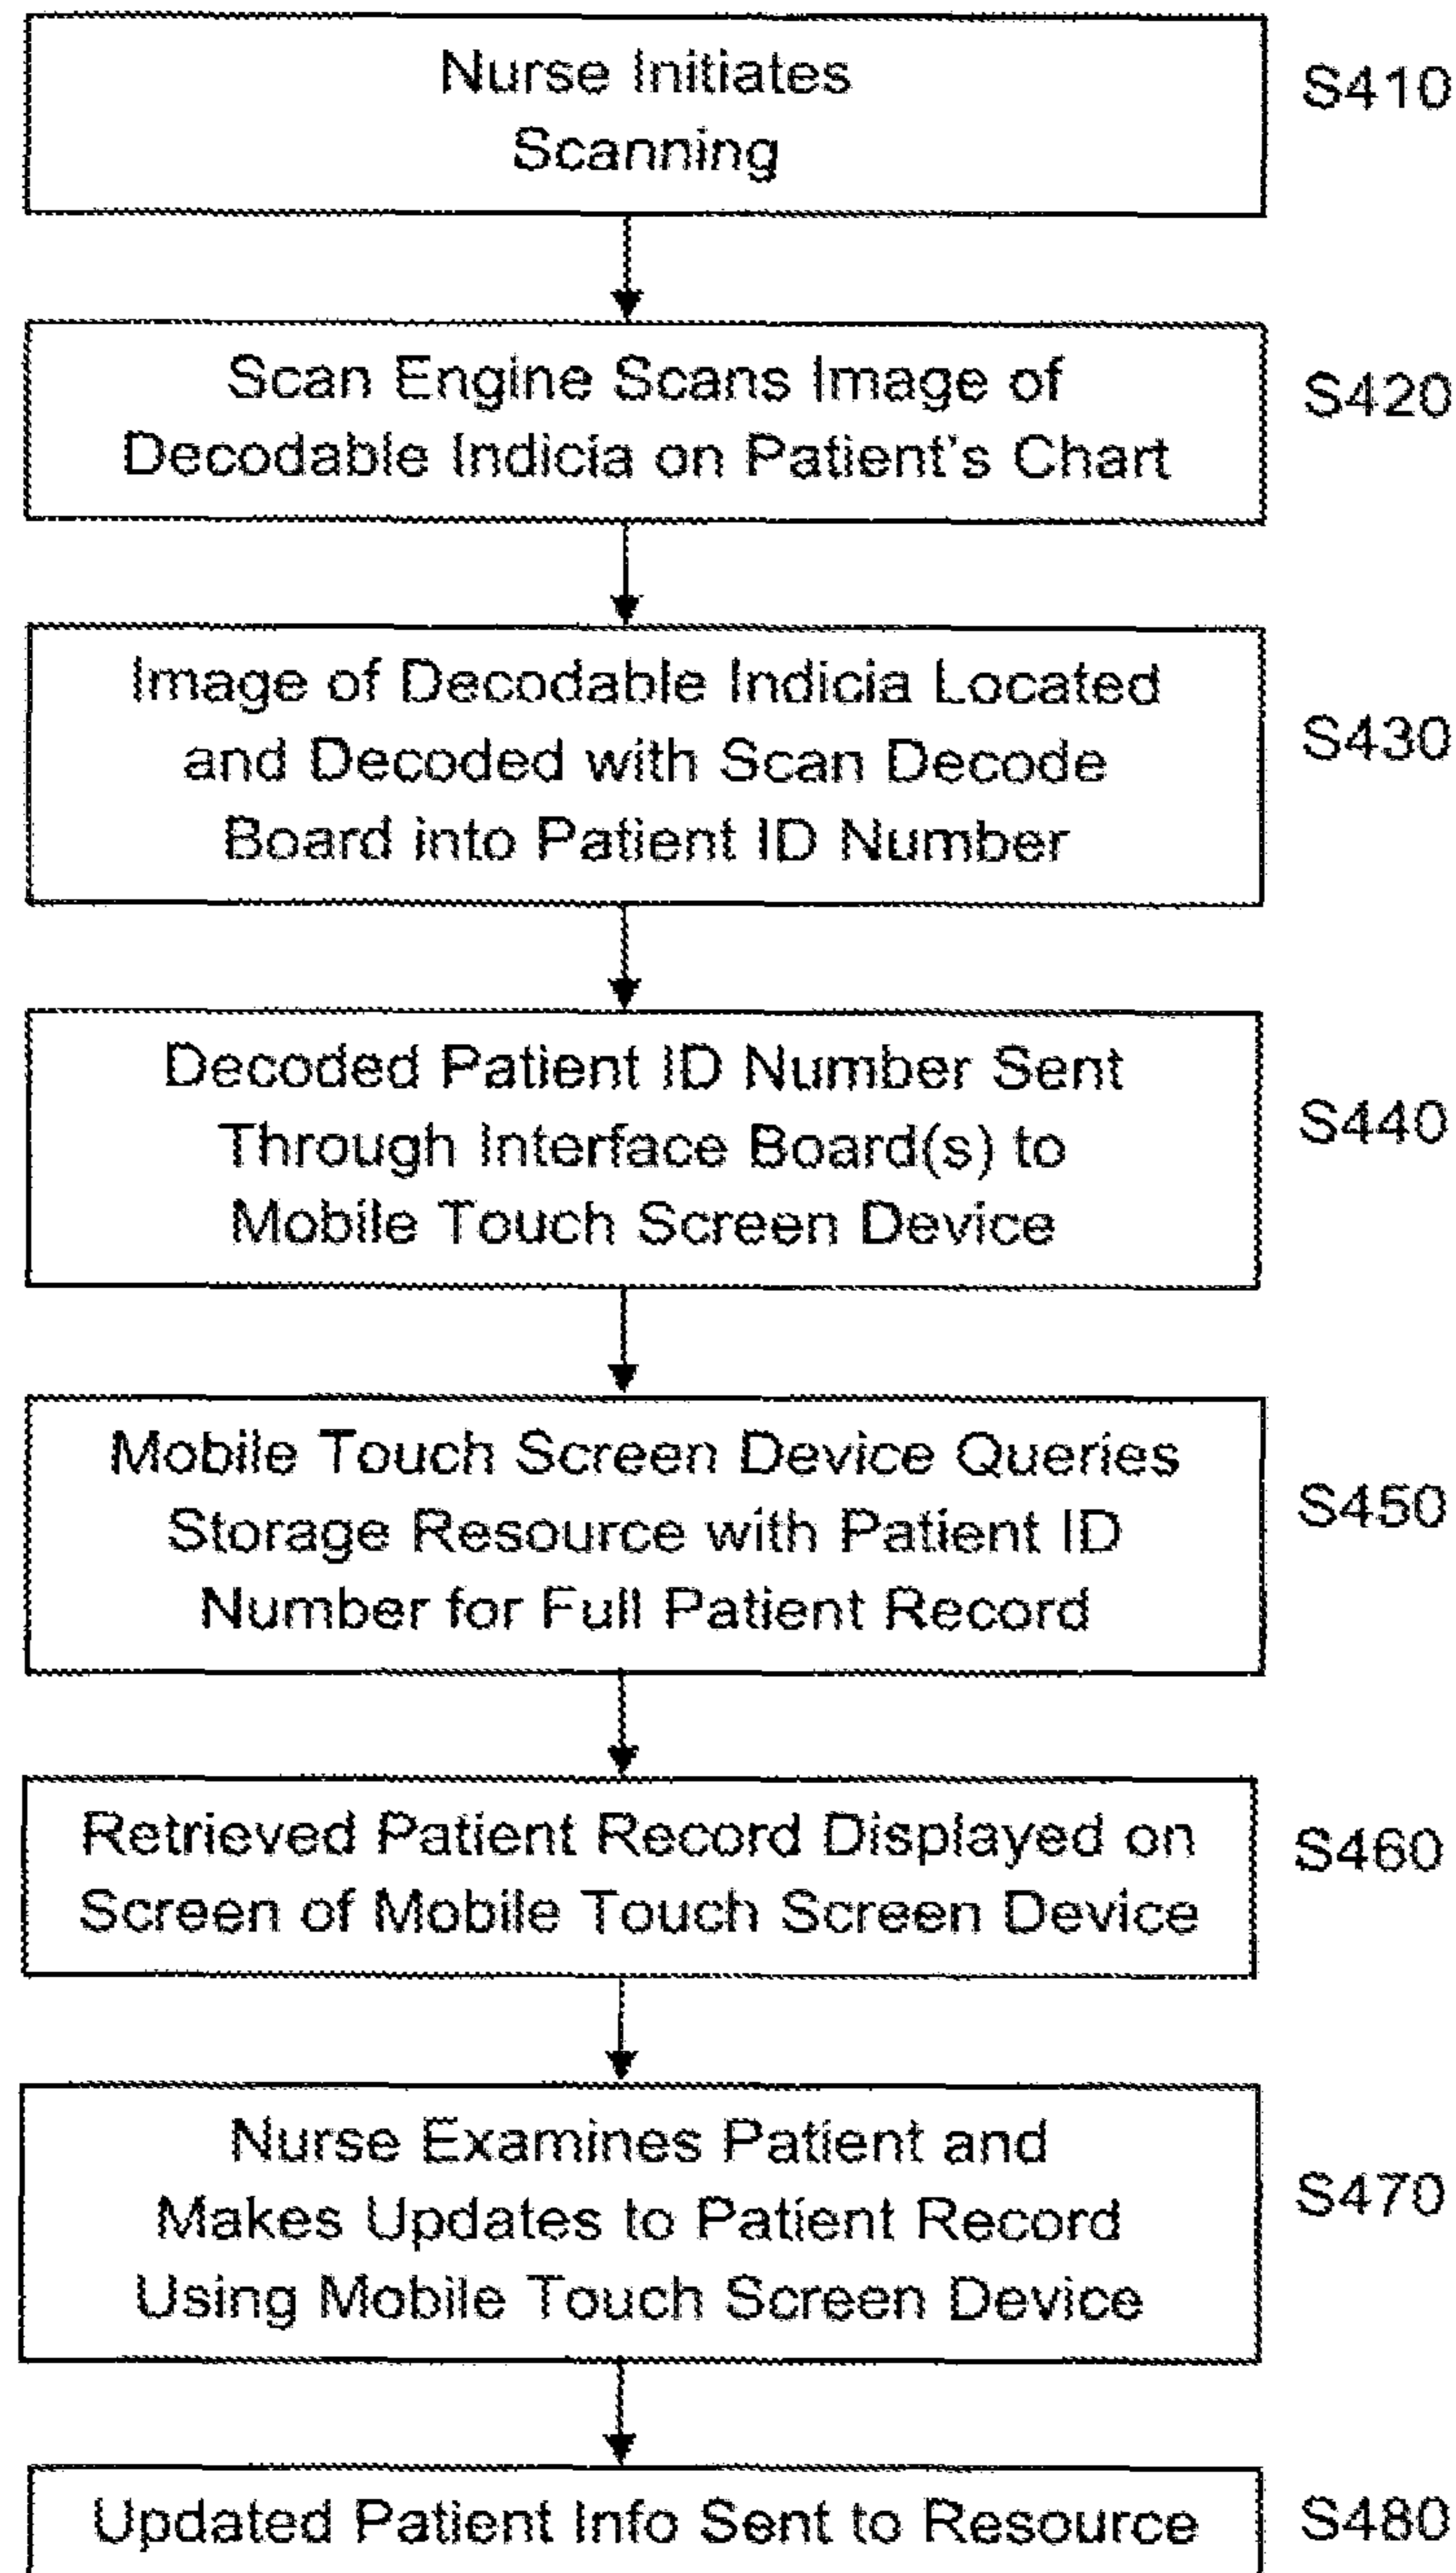 Nurse Initiates
Scanning
S410
Scan Engine Scans Image of
Decodable Indicia on Patient's Chart
S420
Image of Decodable Indicia Located
and Decoded with Scan Decode
Board into Patient ID Number
S430
Decoded Patient ID Number Sent
Through Interface Board(s) to
Mobile Touch Screen Device
S440
Mobile Touch Screen Device Queries
Storage Resource with Patient ID
Number for Full Patient Record
S450
Retrieved Patient Record Displayed on
Screen of Mobile Touch Screen Device
S460
Nurse Examines Patient and
Makes Updates to Patient Record
Using Mobile Touch Screen Device
S470
Updated Patient Info Sent to Resource
S480